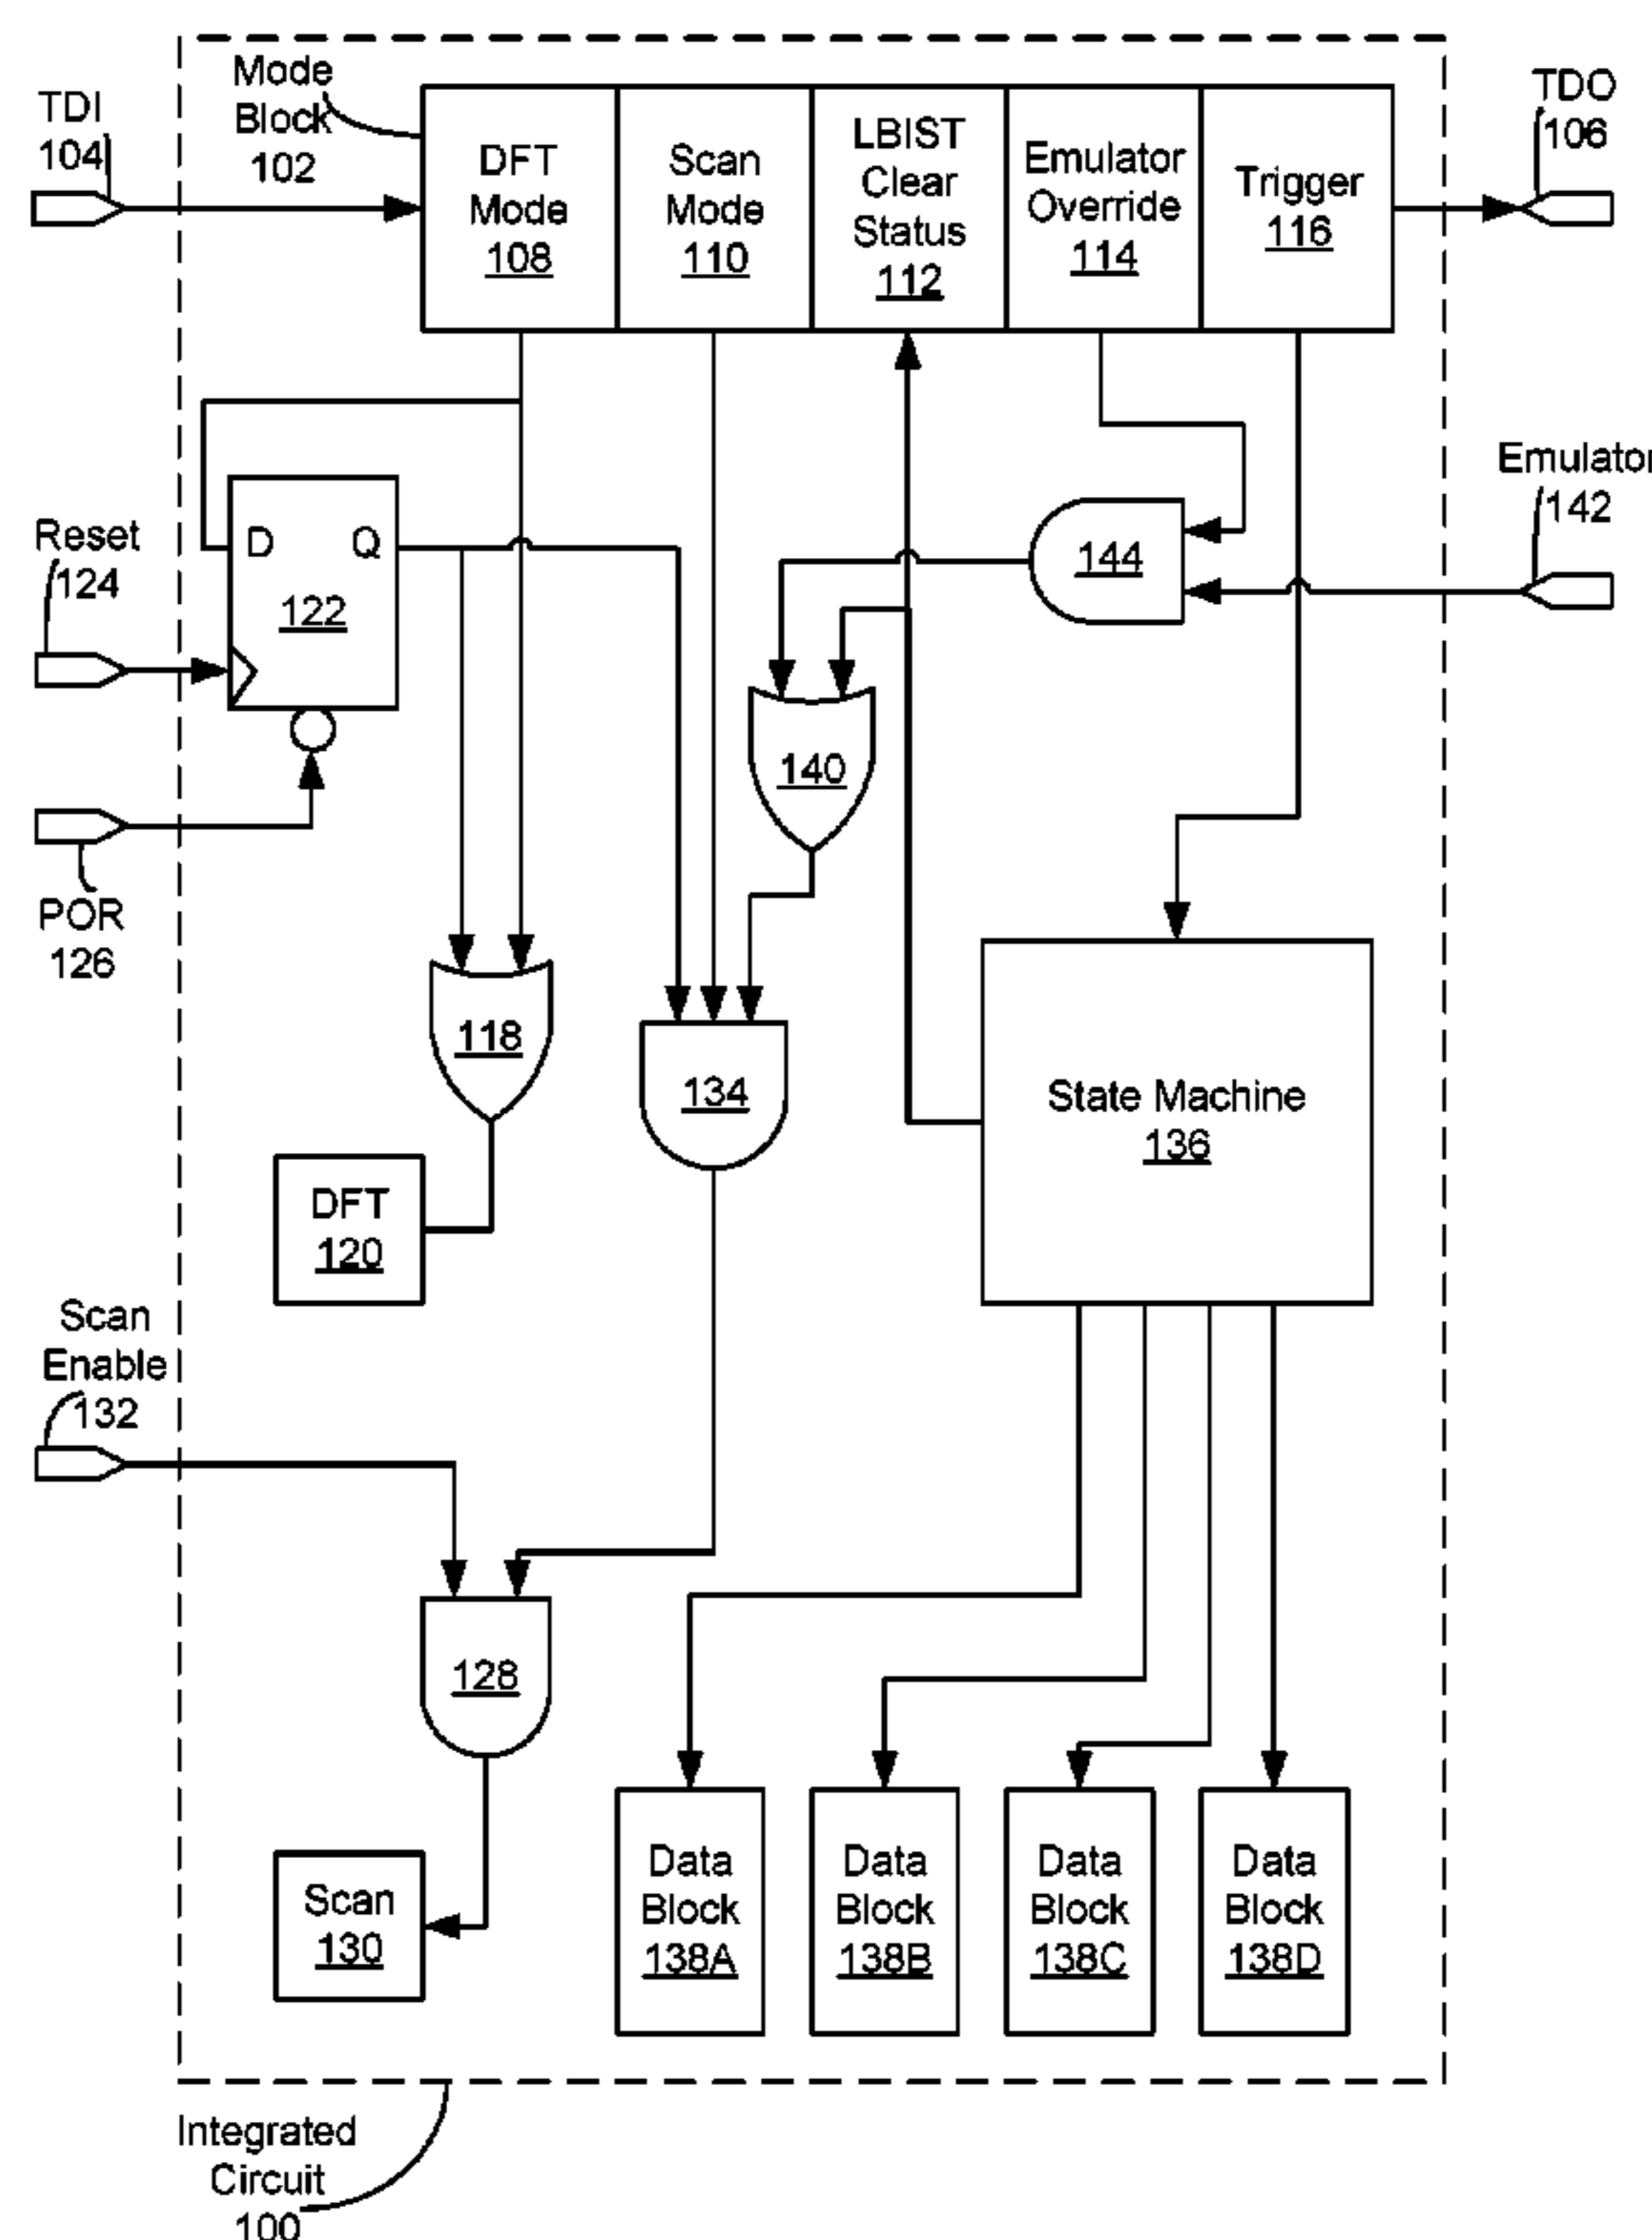 Mode
Block
102
TDI
104
DFT
Mode
108
Scan
Mode
110
LBIST
Clear
Status
112
Emulator
Override
114
Trigger
116
TDO
106
Reset
124
D
Q
122
Emulator
142
144
140
POR
126
118
134
State Machine
136
DFT
120
Scan
Enable
132
128
Scan
130
Data
Block
138A
Data
Block
138B
Data
Block
138C
Data
Block
138D
Integrated
Circuit
100